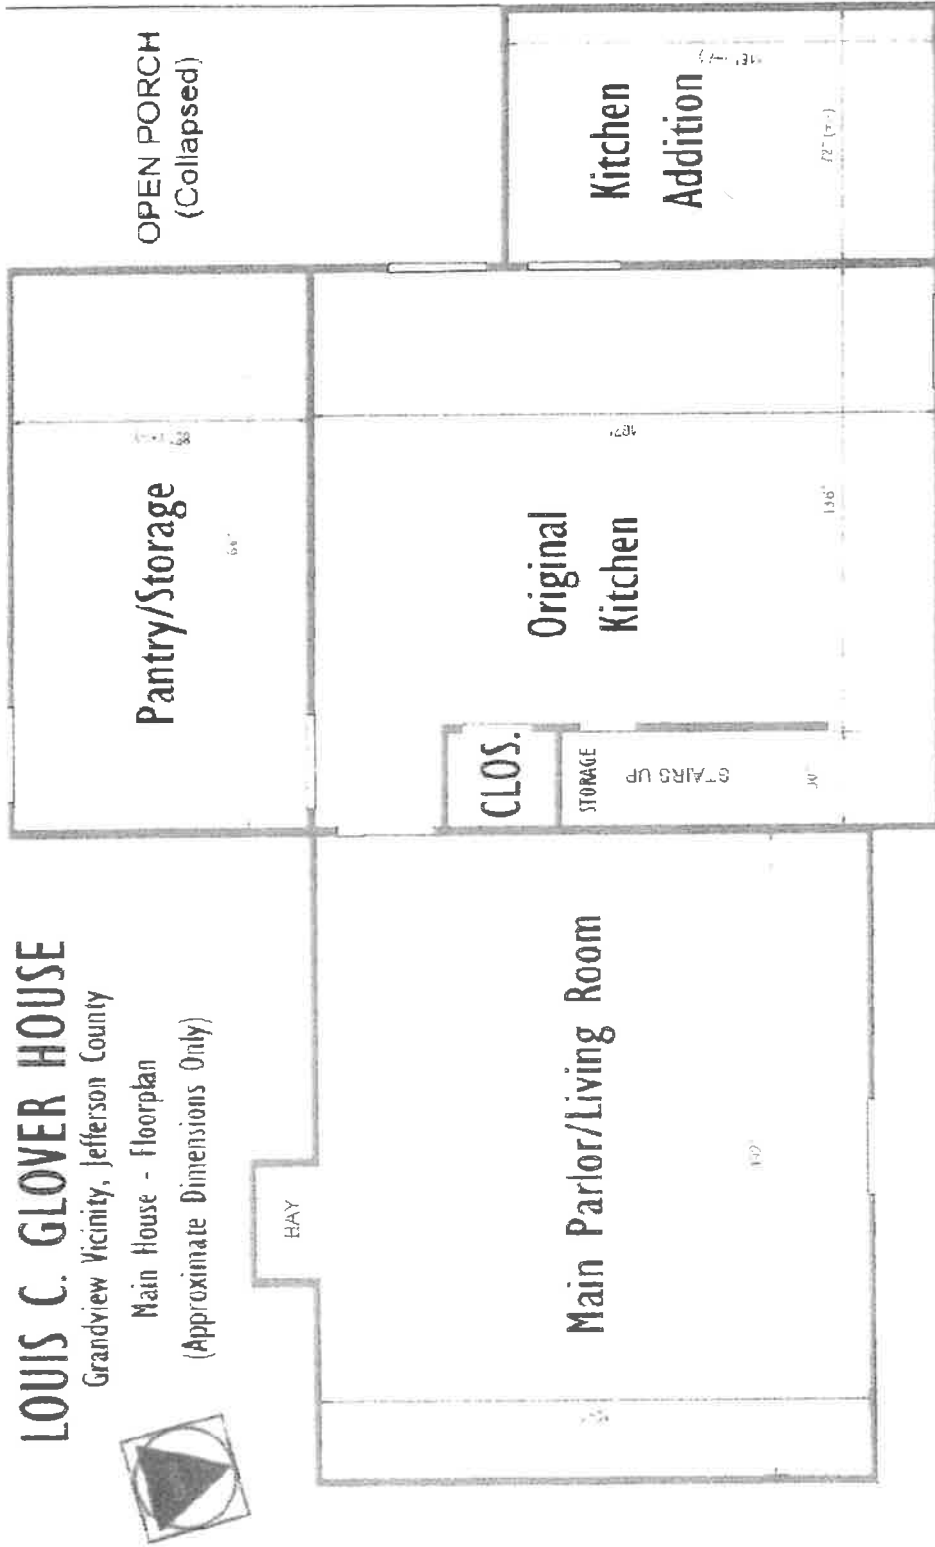 LOUIS C. GLOVER HOUSE
Grandview Vicinity, Jefferson County
Main House - Floorplan
(Approximate Dimensions Only)
BAY
Main Parlor/Living Room
Pantry/Storage
CLOS.
STORAGE
STAIRS UP
Original
Kitchen
OPEN PORCH
(Collapsed)
Kitchen
Addition